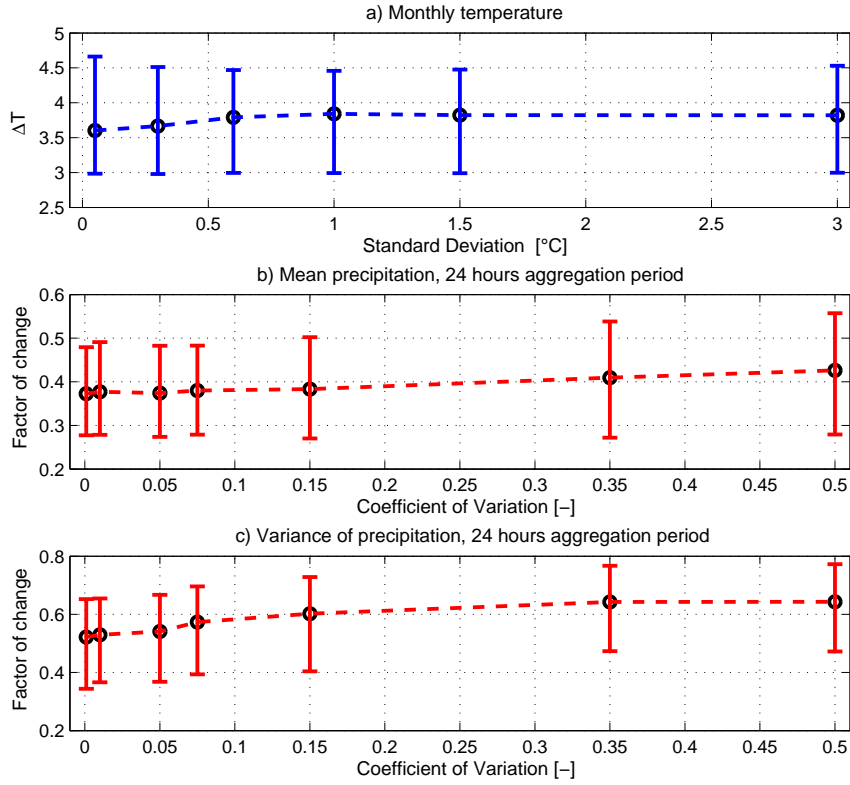 a) Monthly temperature
5
4.5
4
3.5
3
2.5
ΔT
0 0.5 1 1.5 2 2.5 3
Standard Deviation [°C]
b) Mean precipitation, 24 hours aggregation period
0.6
0.5
0.4
0.3
0.2
Factor of change
0 0.05 0.1 0.15 0.2 0.25 0.3 0.35 0.4 0.45 0.5
Coefficient of Variation [−]
c) Variance of precipitation, 24 hours aggregation period
0.8
0.6
0.4
0.2
Factor of change
0 0.05 0.1 0.15 0.2 0.25 0.3 0.35 0.4 0.45 0.5
Coefficient of Variation [−]